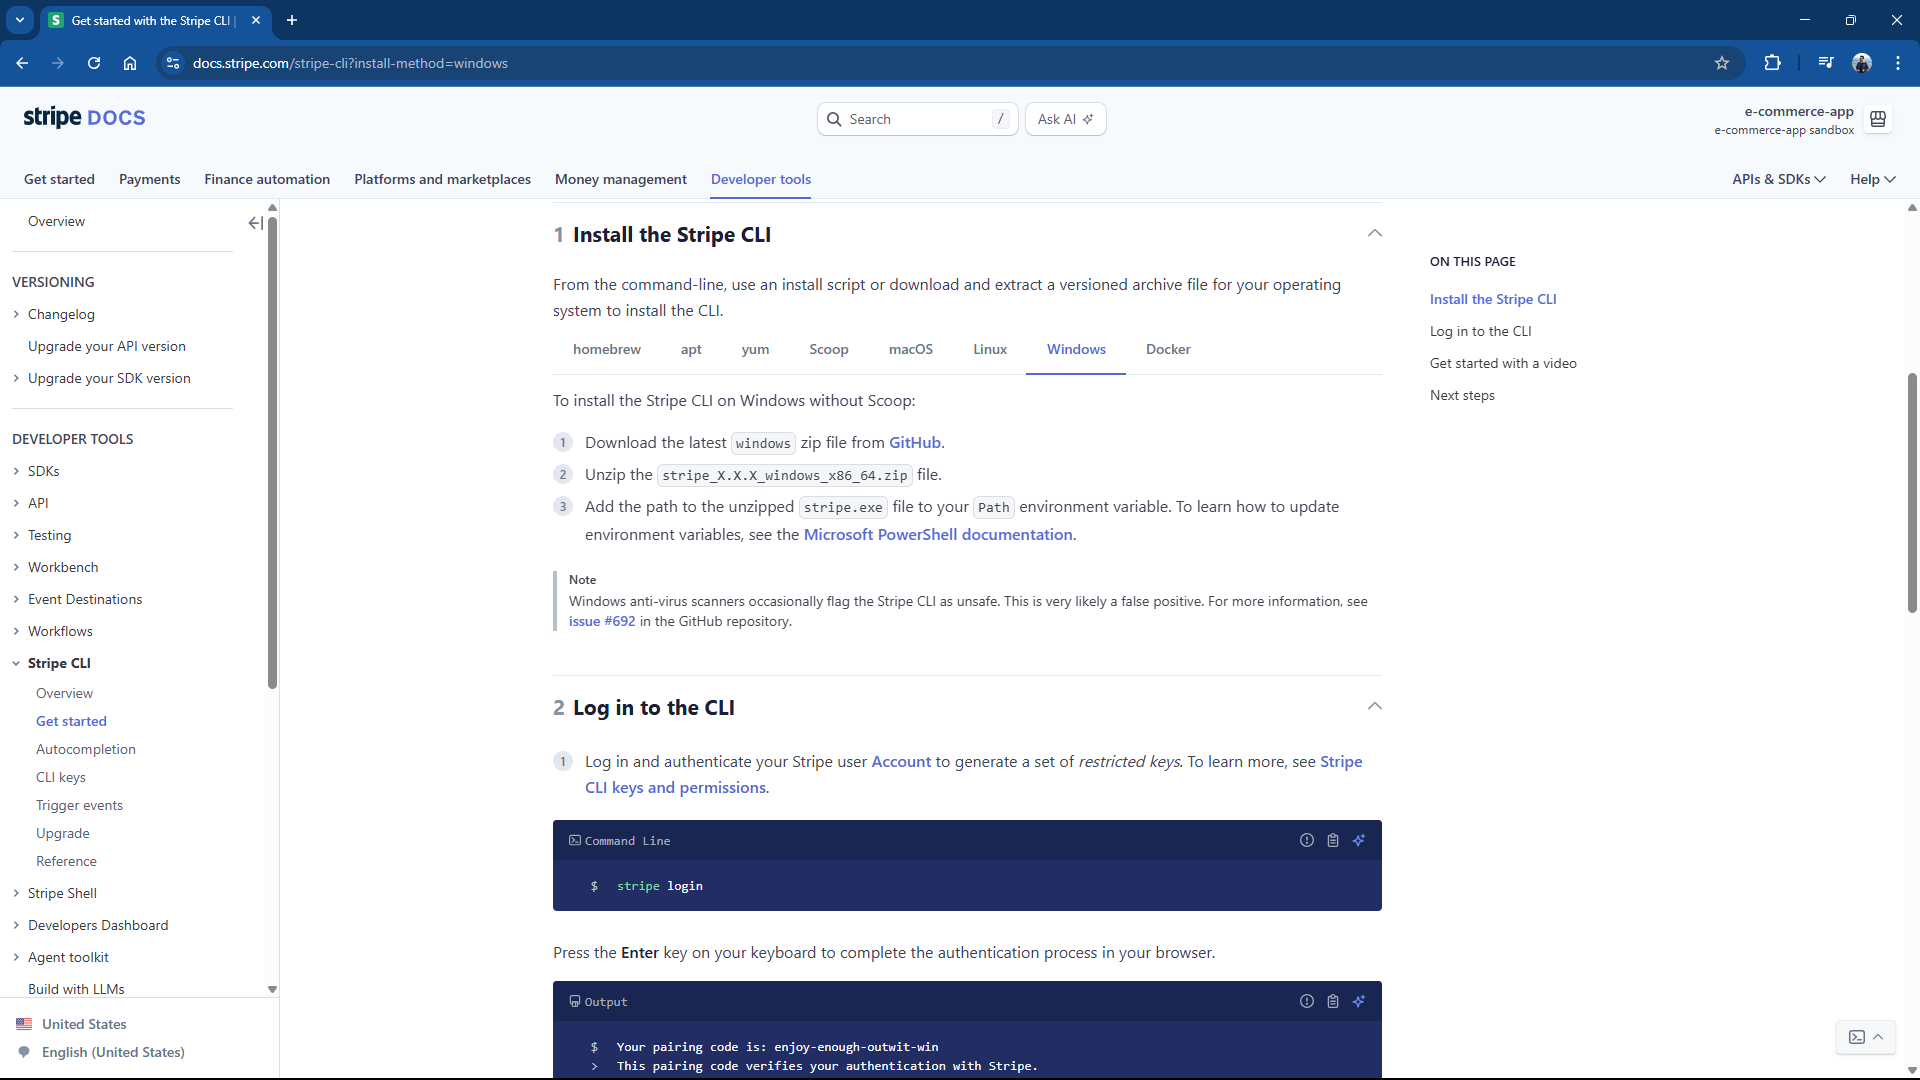 Get started with the Stripe CLI |
docs.stripe.com/stripe-cli?install-method=windows
stripe DOCS
Search /
Ask AI
e-commerce-app
e-commerce-app sandbox
Get started
Payments
Finance automation
Platforms and marketplaces
Money management
Developer tools
APIs & SDKs
Help
Overview
VERSIONING
Changelog
Upgrade your API version
Upgrade your SDK version
DEVELOPER TOOLS
SDKs
API
Testing
Workbench
Event Destinations
Workflows
Stripe CLI
Overview
Get started
Autocompletion
CLI keys
Trigger events
Upgrade
Reference
Stripe Shell
Developers Dashboard
Agent toolkit
Build with LLMs
United States
English (United States)
1 Install the Stripe CLI
From the command-line, use an install script or download and extract a versioned archive file for your operating
system to install the CLI.
homebrew apt yum Scoop macOS Linux Windows Docker
To install the Stripe CLI on Windows without Scoop:
1 Download the latest windows zip file from GitHub.
2 Unzip the stripe_X.X.X_windows_x86_64.zip file.
3 Add the path to the unzipped stripe.exe file to your Path environment variable. To learn how to update
environment variables, see the Microsoft PowerShell documentation.
Note
Windows anti-virus scanners occasionally flag the Stripe CLI as unsafe. This is very likely a false positive. For more information, see
issue #692 in the GitHub repository.
2 Log in to the CLI
1 Log in and authenticate your Stripe user Account to generate a set of restricted keys. To learn more, see Stripe
CLI keys and permissions.
Command Line
$ stripe login
Press the Enter key on your keyboard to complete the authentication process in your browser.
Output
$ Your pairing code is: enjoy-enough-outwit-win
> This pairing code verifies your authentication with Stripe.
ON THIS PAGE
Install the Stripe CLI
Log in to the CLI
Get started with a video
Next steps